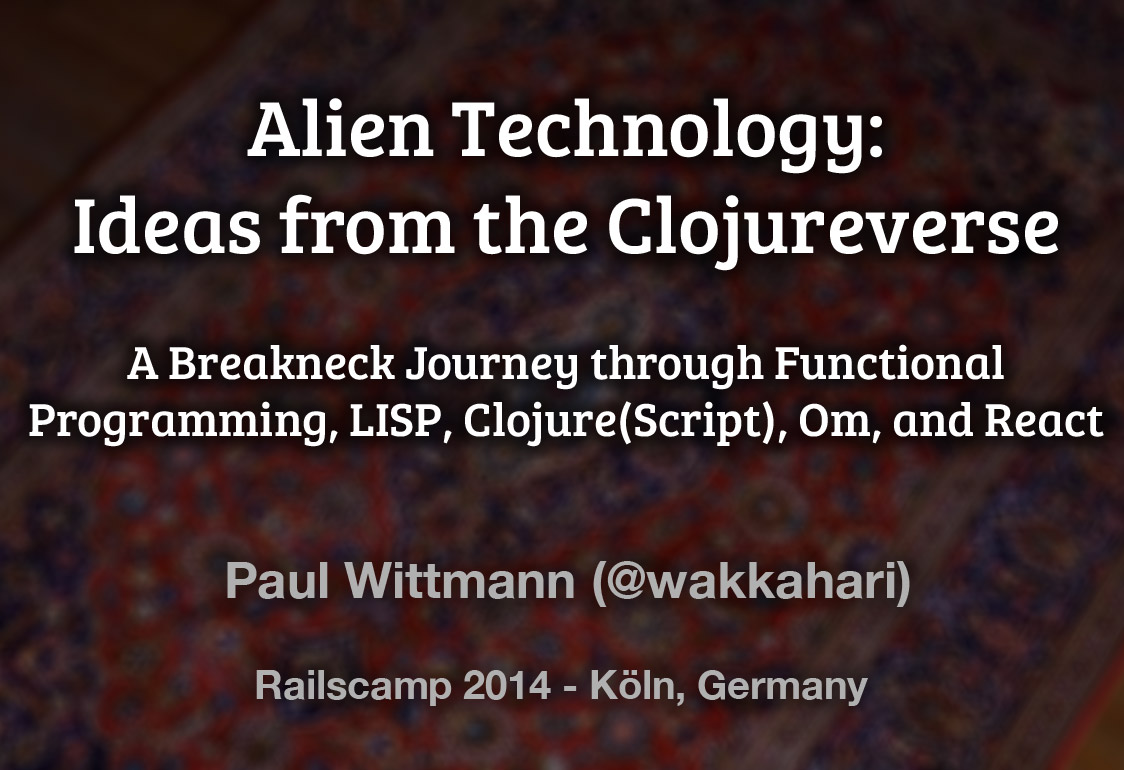 Alien Technology:
Ideas from the Clojureverse
A Breakneck Journey through Functional
Programming, LISP, Clojure(Script), Om, and React
Paul Wittmann (@wakkahari)
Railscamp 2014 - Köln, Germany